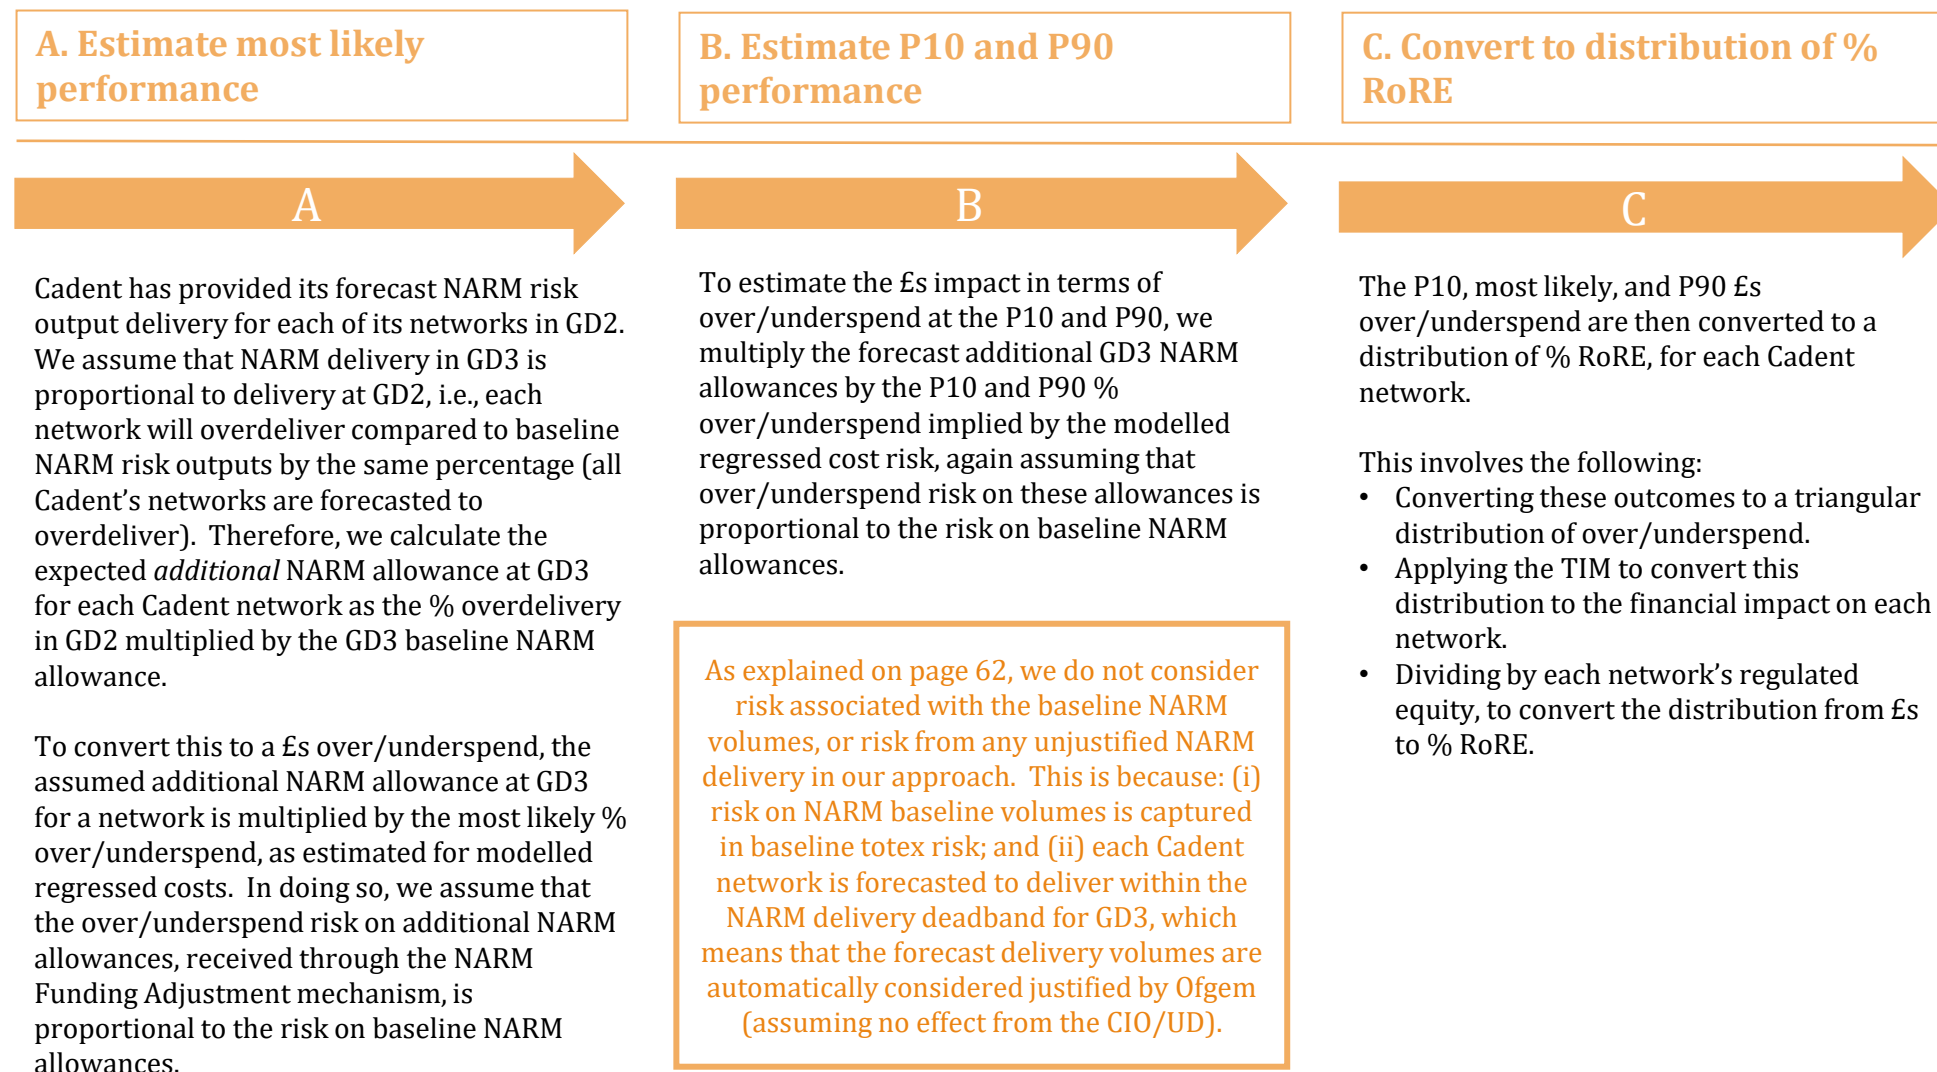 A. Estimate most likely
performance
A
Cadent has provided its forecast NARM risk
output delivery for each of its networks in GD2.
We assume that NARM delivery in GD3 is
proportional to delivery at GD2, i.e., each
network will overdeliver compared to baseline
NARM risk outputs by the same percentage (all
Cadent's networks are forecasted to
overdeliver). Therefore, we calculate the
expected additional NARM allowance at GD3
for each Cadent network as the % overdelivery
in GD2 multiplied by the GD3 baseline NARM
allowance.
To convert this to a £s over/underspend, the
assumed additional NARM allowance at GD3
for a network is multiplied by the most likely %
over/underspend, as estimated for modelled
regressed costs. In doing so, we assume that
the over/underspend risk on additional NARM
allowances, received through the NARM
Funding Adjustment mechanism, is
proportional to the risk on baseline NARM
allowances.
B. Estimate P10 and P90
performance
B
To estimate the £s impact in terms of
over/underspend at the P10 and P90, we
multiply the forecast additional GD3 NARM
allowances by the P10 and P90 %
over/underspend implied by the modelled
regressed cost risk, again assuming that
over/underspend risk on these allowances is
proportional to the risk on baseline NARM
allowances.
As explained on page 62, we do not consider
risk associated with the baseline NARM
volumes, or risk from any unjustified NARM
delivery in our approach. This is because: (i)
risk on NARM baseline volumes is captured
in baseline totex risk; and (ii) each Cadent
network is forecasted to deliver within the
NARM delivery deadband for GD3, which
means that the forecast delivery volumes are
automatically considered justified by Ofgem
(assuming no effect from the CIO/UD).
C. Convert to distribution of %
RoRE
C
The P10, most likely, and P90 £s
over/underspend are then converted to a
distribution of % RoRE, for each Cadent
network.
This involves the following:
• Converting these outcomes to a triangular
distribution of over/underspend.
• Applying the TIM to convert this
distribution to the financial impact on each
network.
• Dividing by each network's regulated
equity, to convert the distribution from £s
to % RoRE.